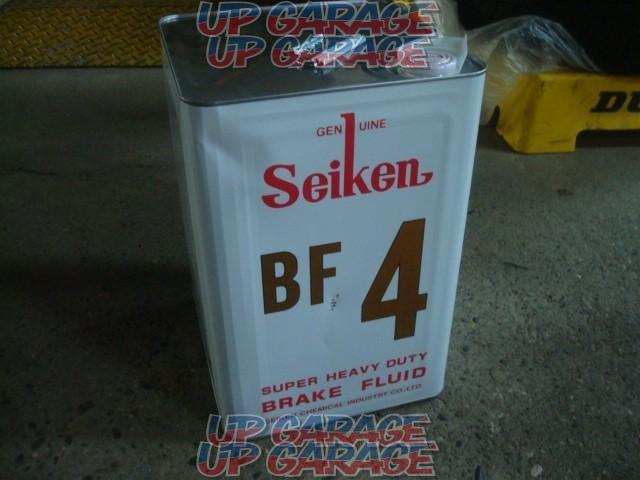 UP GARAGE
UP GARAGE
DU
GENUINE
Seiken
BF 4
SUPER HEAVY DUTY
BRAKE FLUID
SEIKEN CHEMICAL INDUSTRY CO.,LTD.
UP GARAGE
UP GARAGE